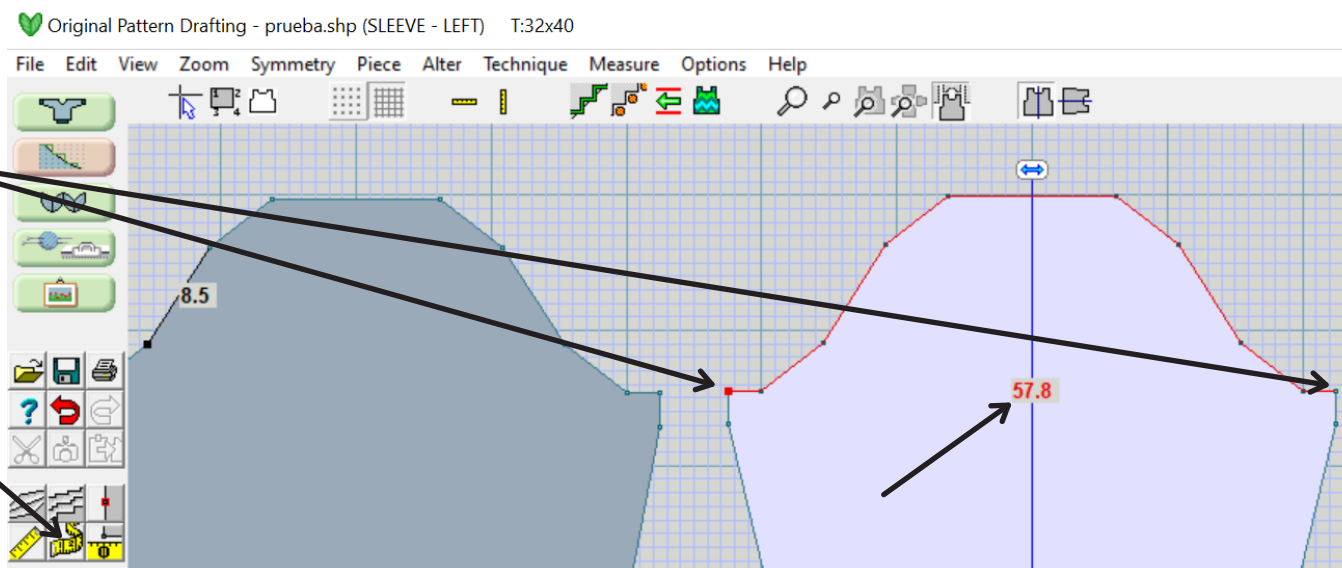 Original Pattern Drafting - prueba.shp (SLEEVE - LEFT) T:32x40
File Edit View Zoom Symmetry Piece Alter Technique Measure Options Help
8.5
57.8